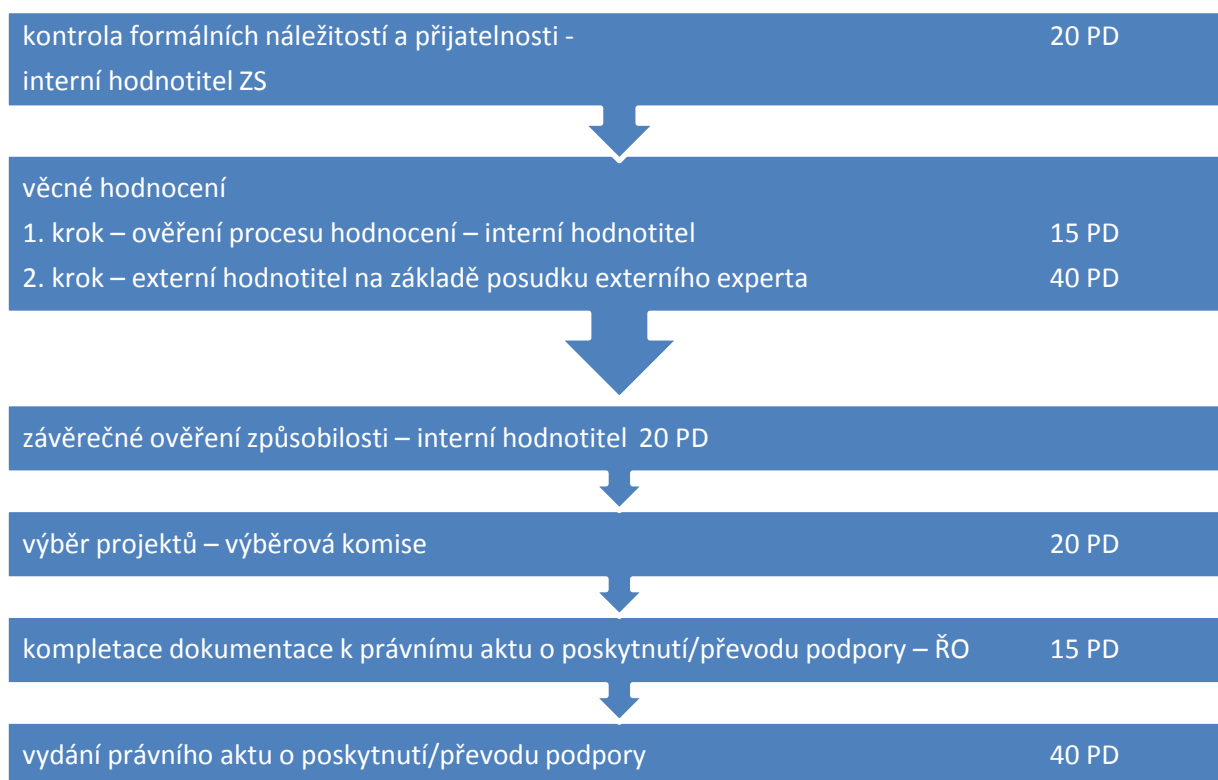 kontrola formálních náležitostí a přijatelnosti - 20 PD
interní hodnotitel ZS
věcné hodnocení
1. krok – ověření procesu hodnocení – interní hodnotitel 15 PD
2. krok – externí hodnotitel na základě posudku externího experta 40 PD
závěrečné ověření způsobilosti – interní hodnotitel 20 PD
výběr projektů – výběrová komise 20 PD
kompletace dokumentace k právnímu aktu o poskytnutí/převodu podpory – ŘO 15 PD
vydání právního aktu o poskytnutí/převodu podpory 40 PD